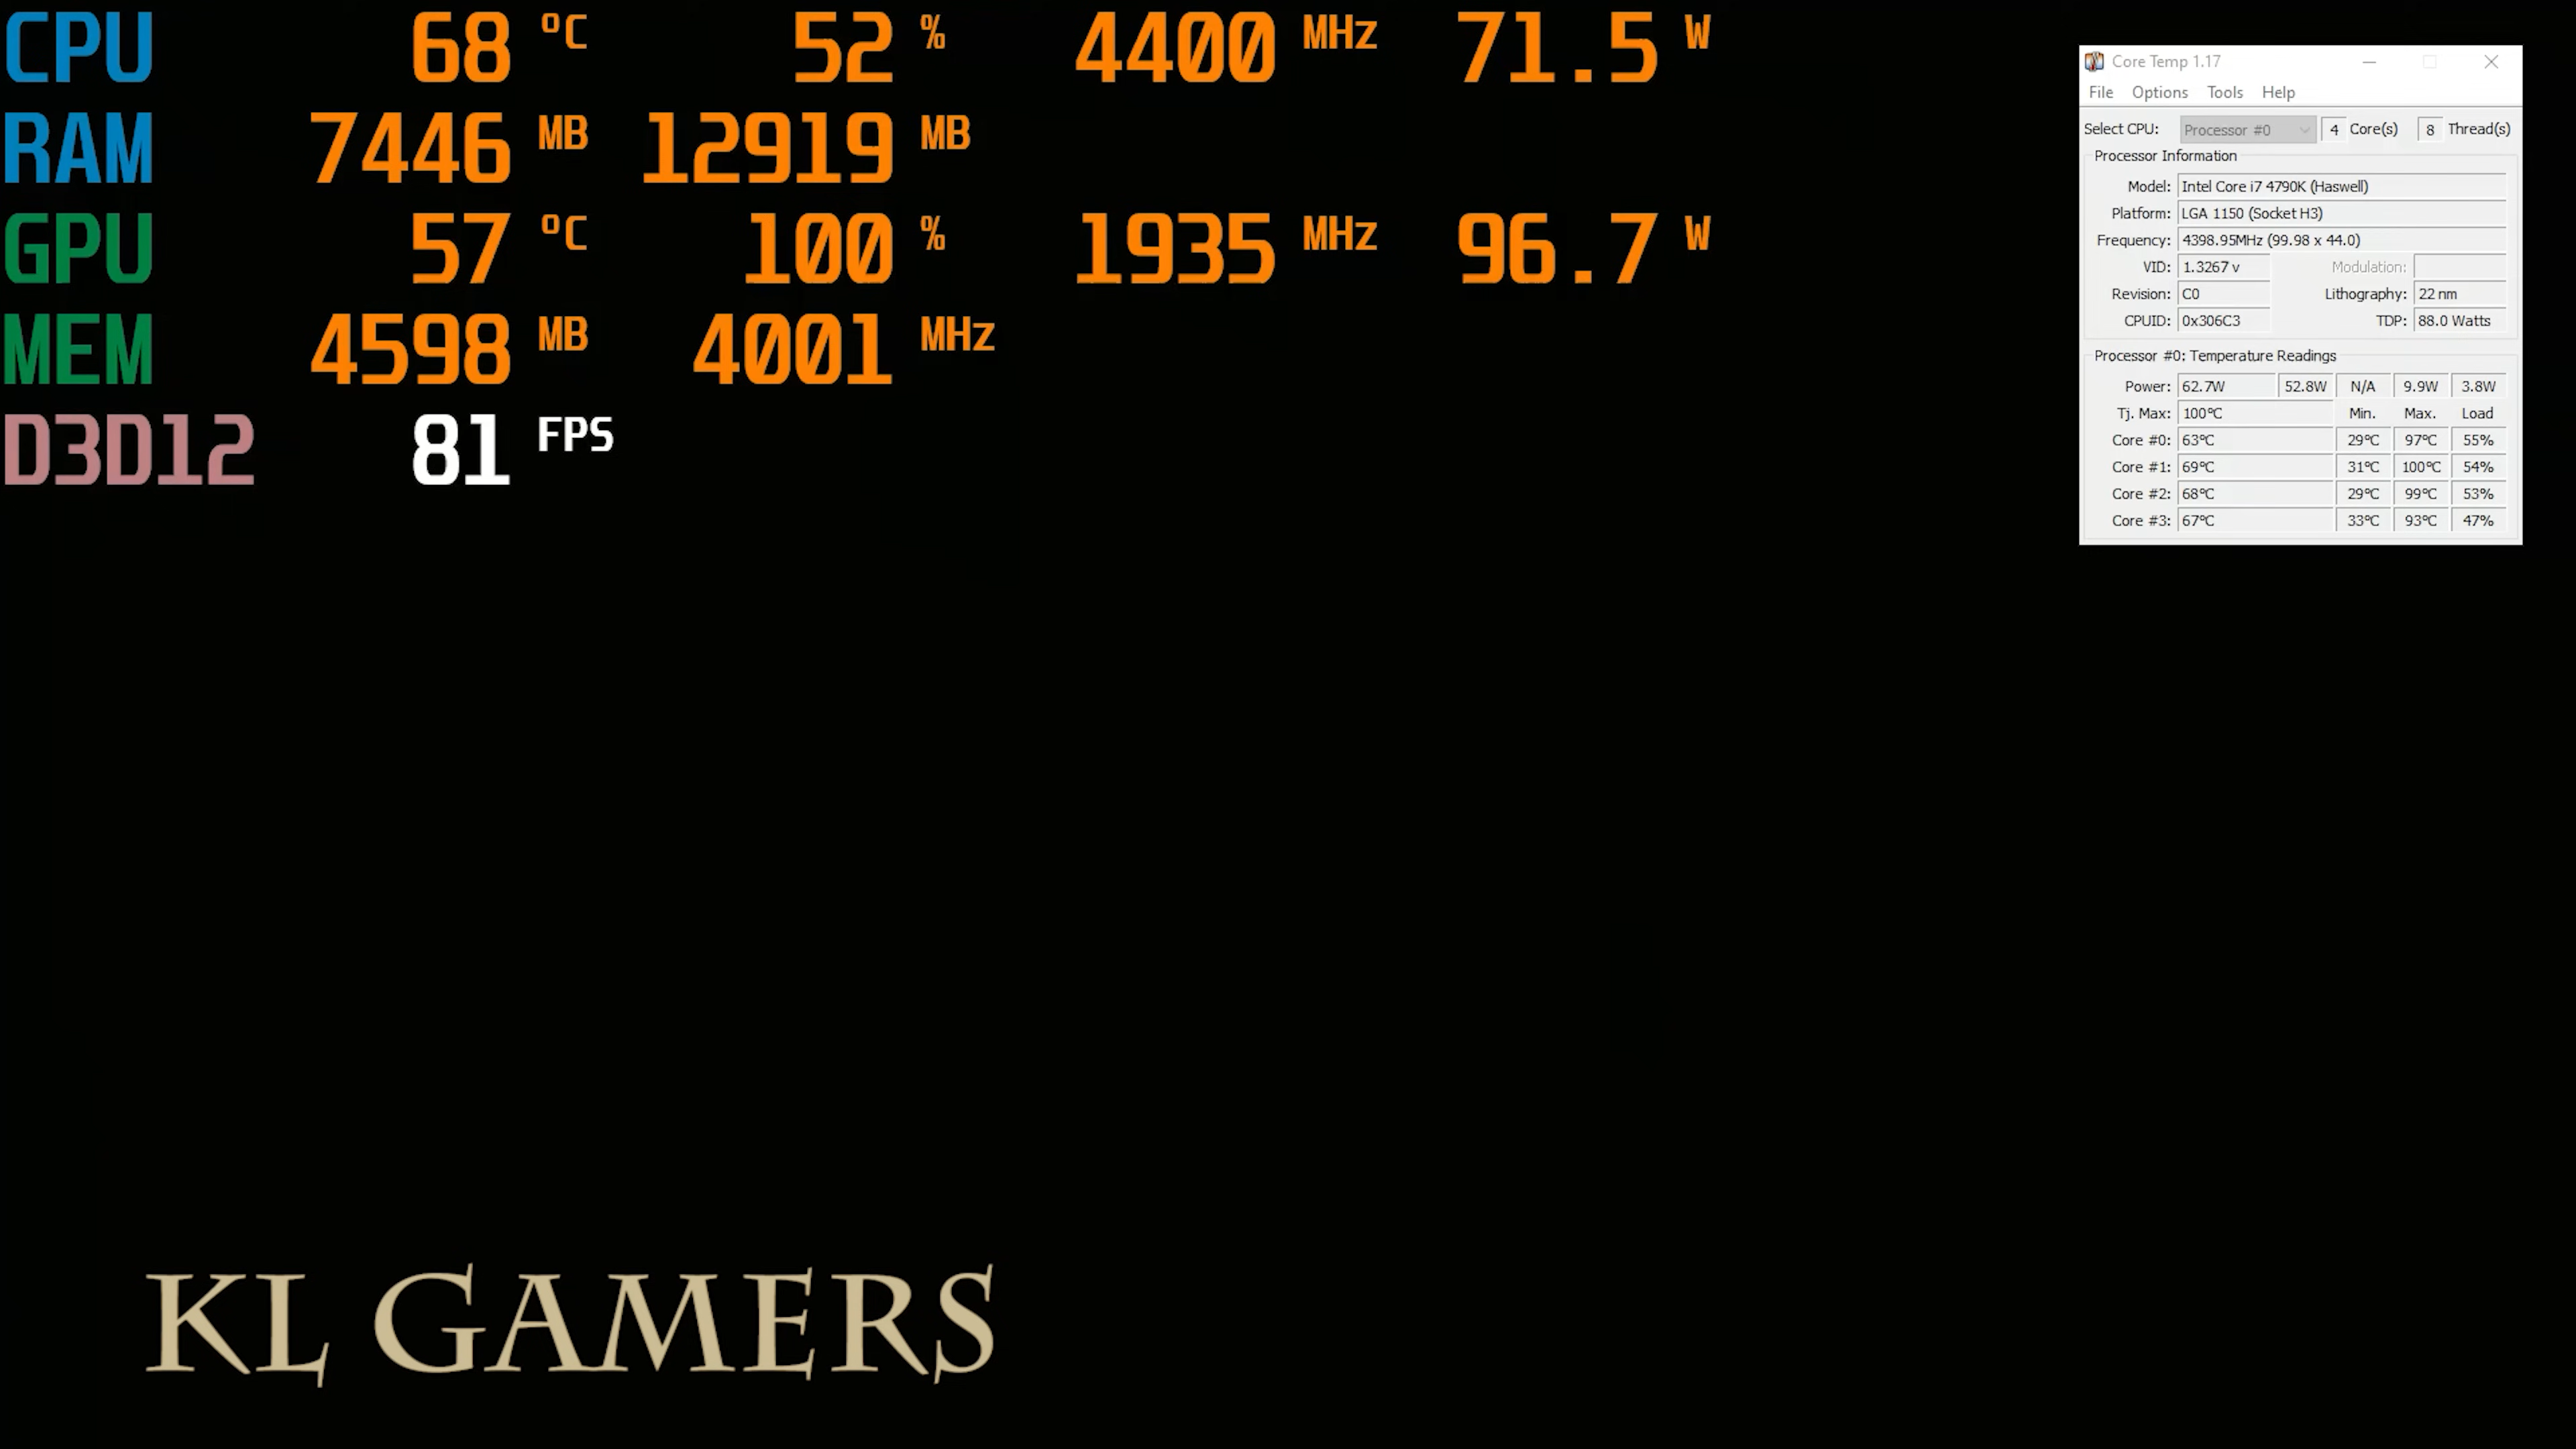 CPU 68 °C 52 % 4400 MHz 71.5 W
RAM 7446 MB 12919 MB
GPU 57 °C 100 % 1935 MHz 96.7 W
MEM 4598 MB 4001 MHz
D3D12 81 FPS
Core Temp 1.17
File Options Tools Help
Select CPU: Processor #0 4 Core(s) 8 Thread(s)
Processor Information
Model: Intel Core i7 4790K (Haswell)
Platform: LGA 1150 (Socket H3)
Frequency: 4398.95MHz (99.98 x 44.0)
VID: 1.3267 v Modulation:
Revision: C0 Lithography: 22 nm
CPUID: 0x306C3 TDP: 88.0 Watts
Processor #0: Temperature Readings
Power: 62.7W 52.8W N/A 9.9W 3.8W
Tj. Max: 100°C Min. Max. Load
Core #0: 63°C 29°C 97°C 55%
Core #1: 69°C 31°C 100°C 54%
Core #2: 68°C 29°C 99°C 53%
Core #3: 67°C 33°C 93°C 47%
KL GAMERS